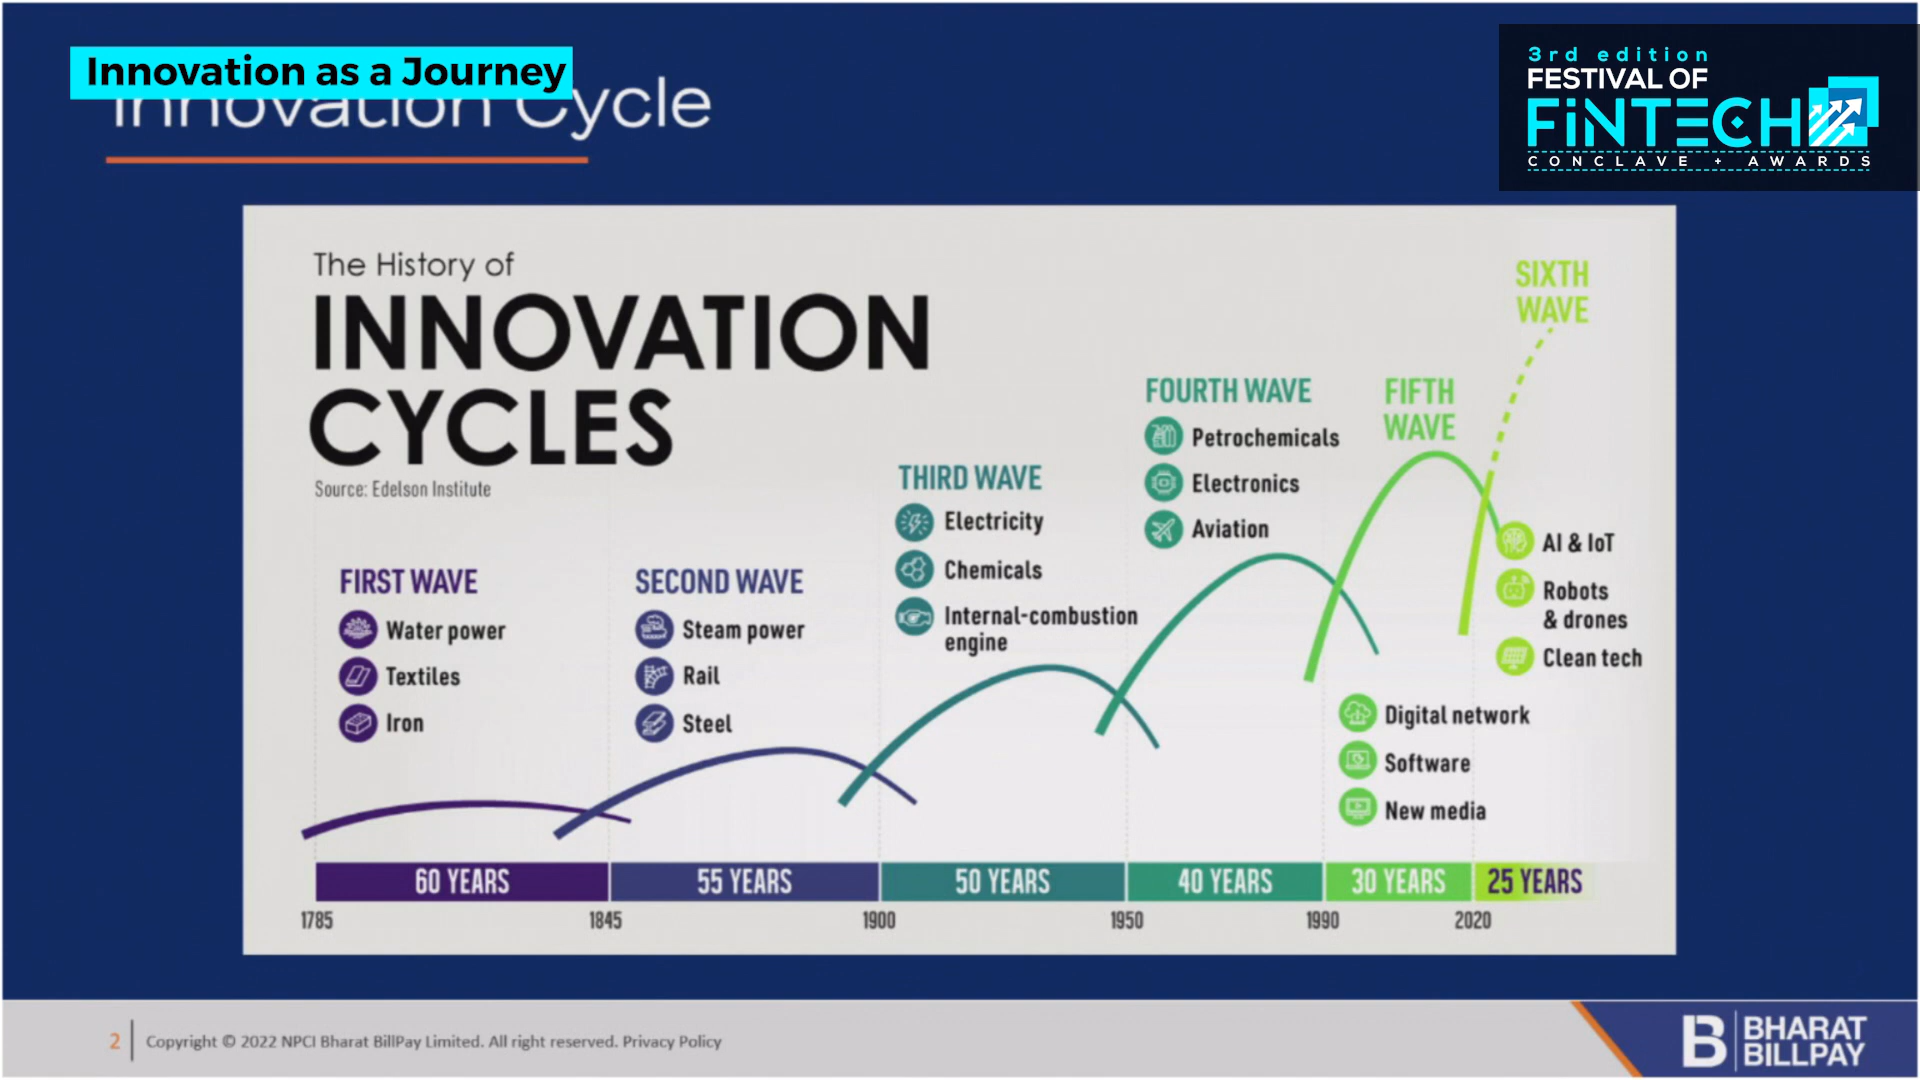 Innovation as a Journey
Innovation Cycle
3rd edition
FESTIVAL OF
FiNTECH
CONCLAVE + AWARDS
The History of
INNOVATION
CYCLES
Source: Edelson Institute
FIRST WAVE
Water power
Textiles
Iron
SECOND WAVE
Steam power
Rail
Steel
THIRD WAVE
Electricity
Chemicals
Internal-combustion
engine
FOURTH WAVE
Petrochemicals
Electronics
Aviation
FIFTH
WAVE
Digital network
Software
New media
SIXTH
WAVE
AI & IoT
Robots
& drones
Clean tech
60 YEARS 55 YEARS 50 YEARS 40 YEARS 30 YEARS 25 YEARS
1785 1845 1900 1950 1990 2020
2 Copyright © 2022 NPCI Bharat BillPay Limited. All right reserved. Privacy Policy
B BHARAT
BILLPAY